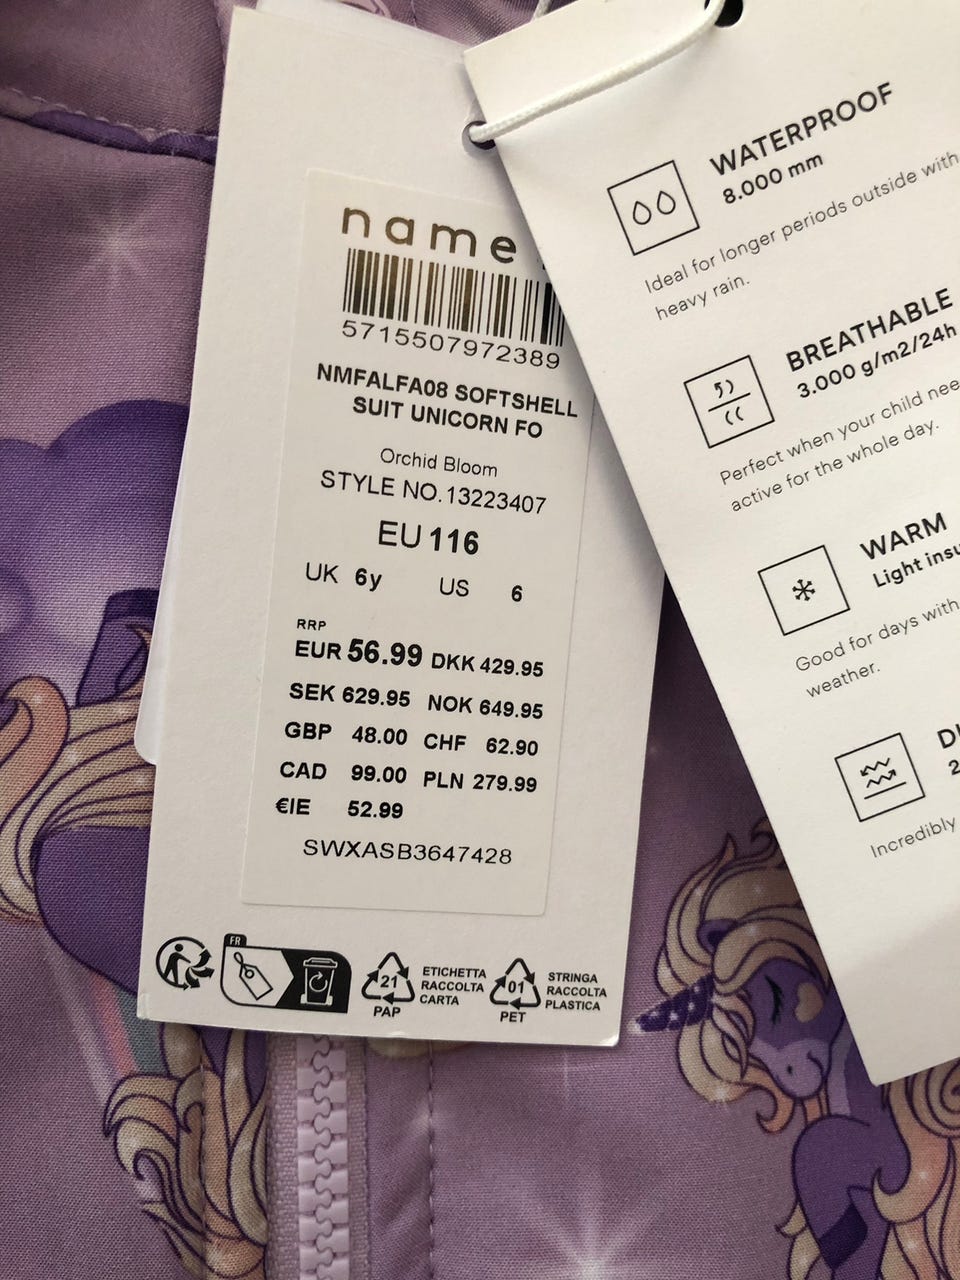 name
5715507972389
NMFALFA08 SOFTSHELL
SUIT UNICORN FO
Orchid Bloom
STYLE NO.13223407
EU 116
UK 6y US 6
RRP
EUR 56.99 DKK 429.95
SEK 629.95 NOK 649.95
GBP 48.00 CHF 62.90
CAD 99.00 PLN 279.99
€IE 52.99
SWXASB3647428
FR
21
PAP
ETICHETTA
RACCOLTA
CARTA
01
PET
STRINGA
RACCOLTA
PLASTICA
WATERPROOF
8.000 mm
Ideal for longer periods outside with
heavy rain.
BREATHABLE
3.000 g/m2/24h
Perfect when your child
active for the whole day.
WARM
Light
Good for days with
weather.
Incredibly